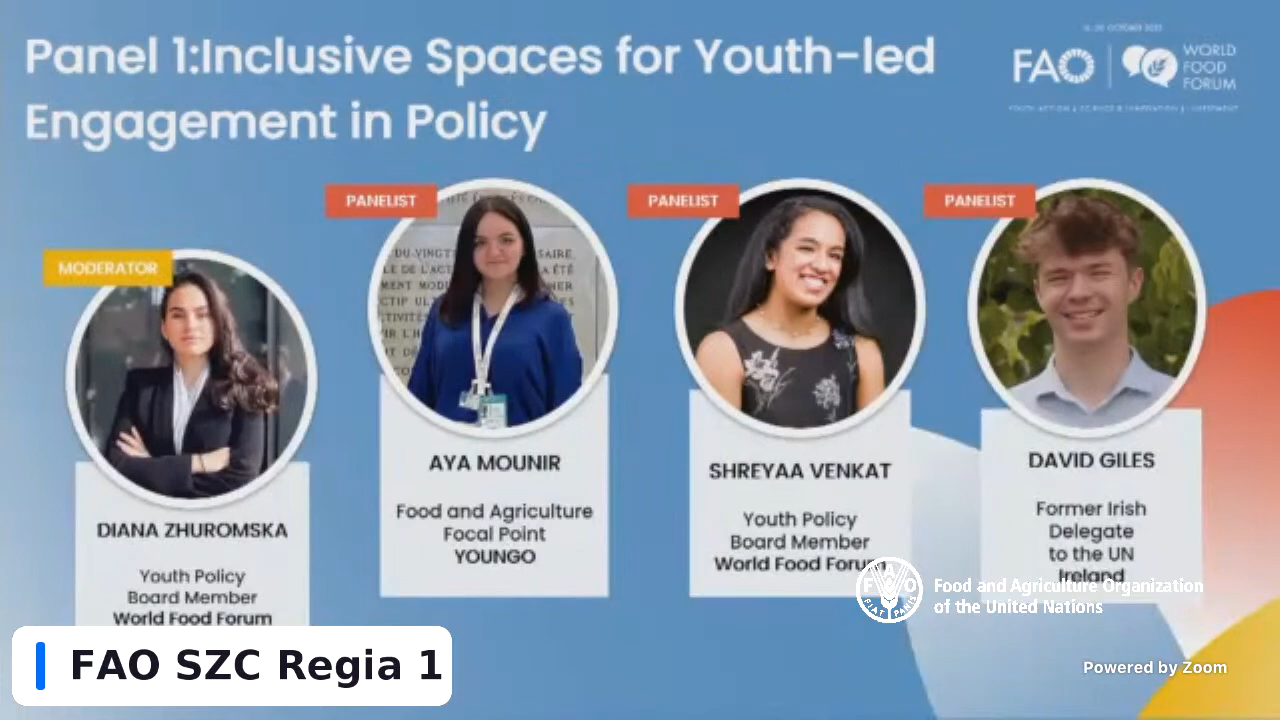 Panel 1:Inclusive Spaces for Youth-led
Engagement in Policy
FAO
WORLD
FOOD
FORUM
MODERATOR
DIANA ZHUROMSKA
Youth Policy
Board Member
World Food Forum
PANELIST
AYA MOUNIR
Food and Agriculture
Focal Point
YOUNGO
PANELIST
SHREYAA VENKAT
Youth Policy
Board Member
World Food Forum
PANELIST
DAVID GILES
Former Irish
Delegate
to the UN
Ireland
Food and Agriculture Organization
of the United Nations
FAO SZC Regia 1
Powered by Zoom